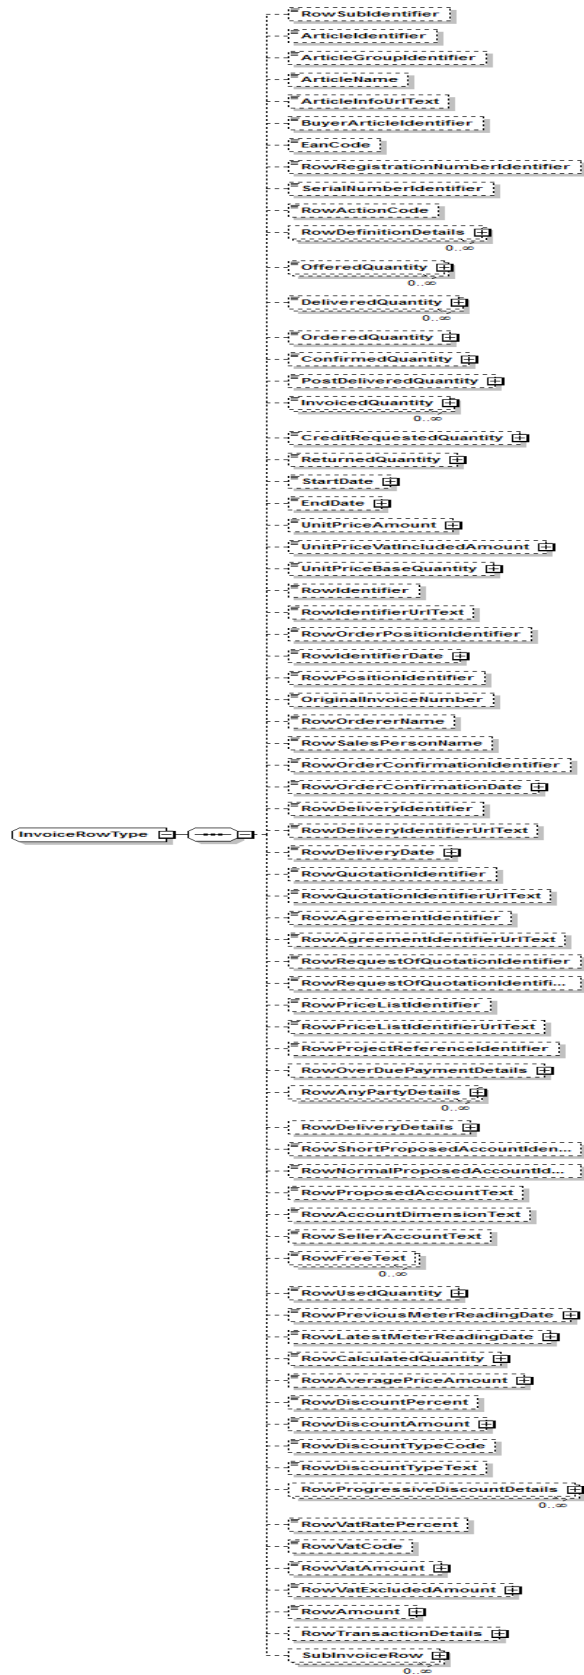 RowSubIdentifier
ArticleIdentifier
ArticleGroupIdentifier
ArticleName
ArticleInfoUrlText
BuyerArticleIdentifier
EanCode
RowRegistrationNumberIdentifier
SerialNumberIdentifier
RowActionCode
RowDefinitionDetails
0..∞
OfferedQuantity
0..∞
DeliveredQuantity
0..∞
OrderedQuantity
ConfirmedQuantity
PostDeliveredQuantity
InvoicedQuantity
0..∞
CreditRequestedQuantity
ReturnedQuantity
StartDate
EndDate
UnitPriceAmount
UnitPriceVatIncludedAmount
UnitPriceBaseQuantity
RowIdentifier
RowIdentifierUrlText
RowOrderPositionIdentifier
RowIdentifierDate
RowPositionIdentifier
OriginalInvoiceNumber
RowOrdererName
RowSalesPersonName
RowOrderConfirmationIdentifier
RowOrderConfirmationDate
RowDeliveryIdentifier
InvoiceRowType
RowDeliveryIdentifierUrlText
RowDeliveryDate
RowQuotationIdentifier
RowQuotationIdentifierUrlText
RowAgreementIdentifier
RowAgreementIdentifierUrlText
RowRequestOfQuotationIdentifier
RowRequestOfQuotationIdentifi...
RowPriceListIdentifier
RowPriceListIdentifierUrlText
RowProjectReferenceIdentifier
RowOverDuePaymentDetails
RowAnyPartyDetails
0..∞
RowDeliveryDetails
RowShortProposedAccountIden...
RowNormalProposedAccountId...
RowProposedAccountText
RowAccountDimensionText
RowSellerAccountText
RowFreeText
0..∞
RowUsedQuantity
RowPreviousMeterReadingDate
RowLatestMeterReadingDate
RowCalculatedQuantity
RowAveragePriceAmount
RowDiscountPercent
RowDiscountAmount
RowDiscountTypeCode
RowDiscountTypeText
RowProgressiveDiscountDetails
0..∞
RowVatRatePercent
RowVatCode
RowVatAmount
RowVatExcludedAmount
RowAmount
RowTransactionDetails
SubInvoiceRow
0..∞